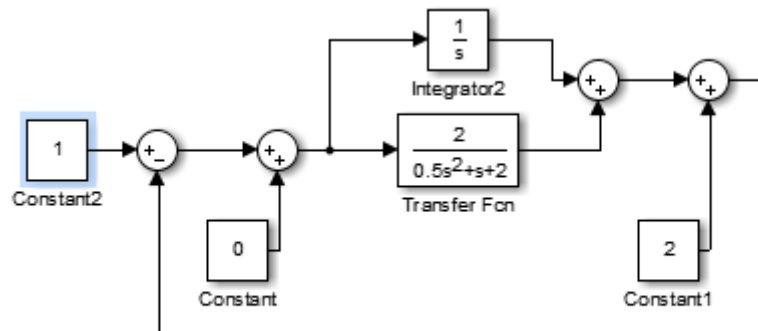 1
s
Integrator2
+
+
+
+
1
+
−
+
+
2
0.5s²+s+2
Constant2
Transfer Fcn
0
2
Constant
Constant1